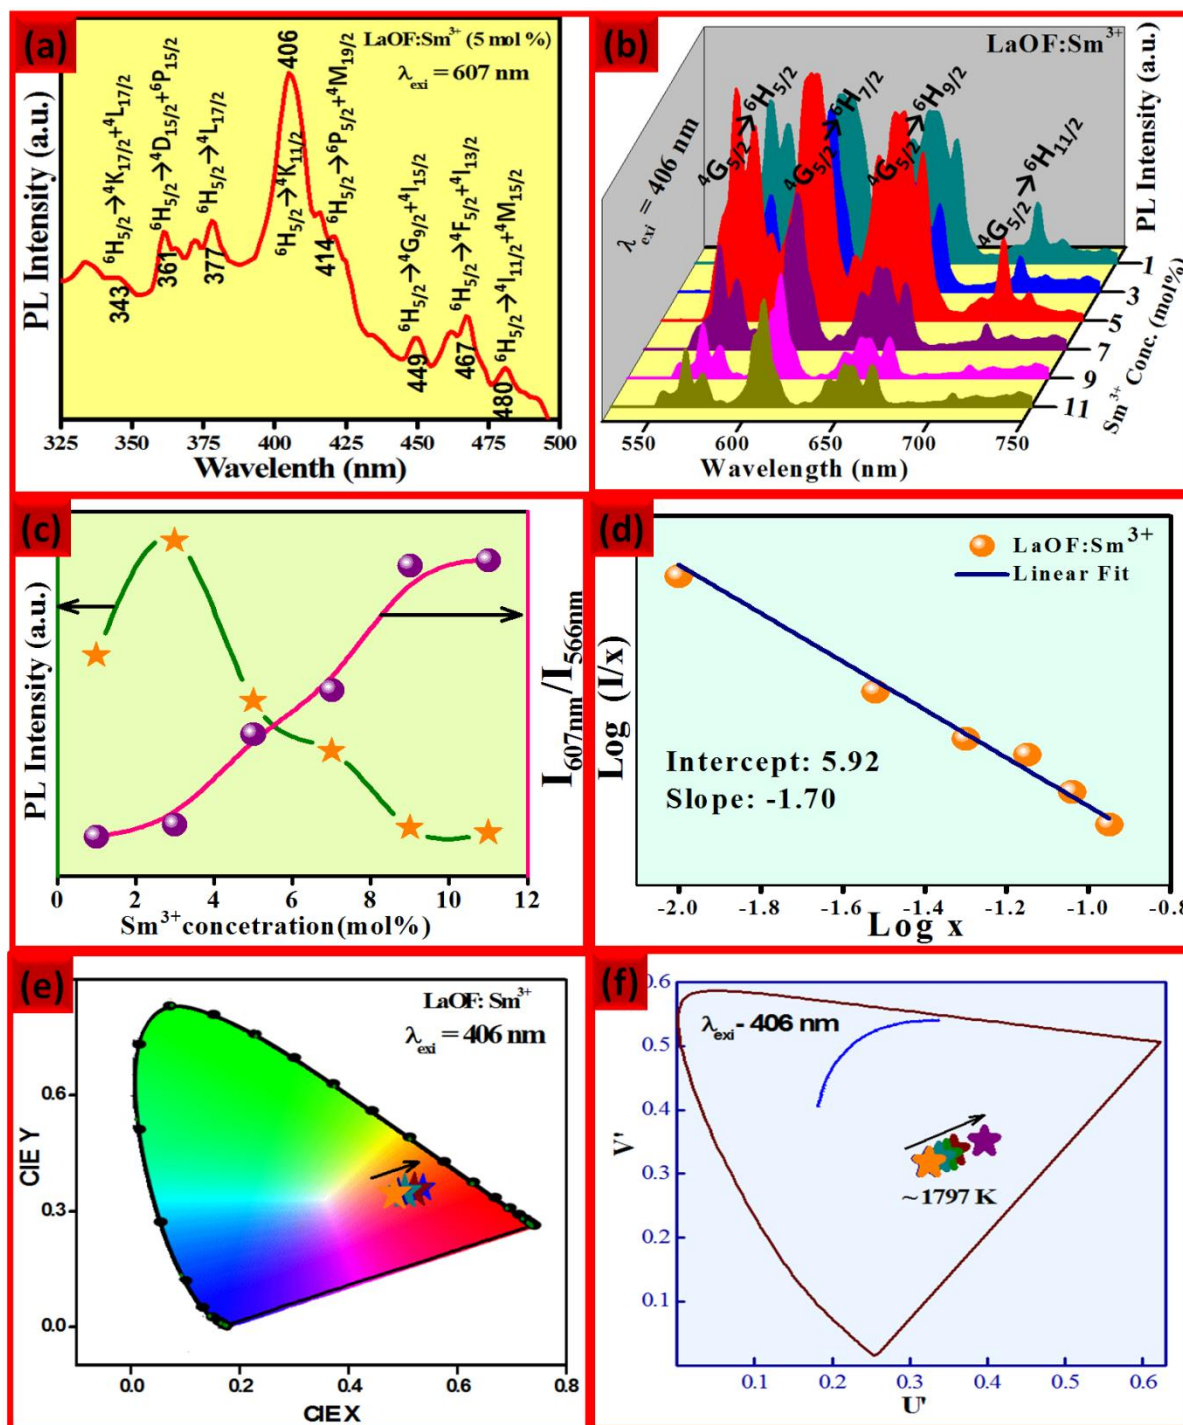 (a)
LaOF:Sm³⁺ (5 mol %)
λexi = 607 nm
406
⁶H5/2→⁴K17/2+⁴L17/2
⁶H5/2→⁴D15/2+⁶P15/2
⁶H5/2→⁴L17/2
⁶H5/2→⁴K11/2
⁶H5/2→⁶P5/2+⁴M19/2
⁶H5/2→⁴G9/2+⁴I15/2
⁶H5/2→⁴F5/2+⁴I13/2
⁶H5/2→⁴I11/2+⁴M15/2
343
361
377
414
449
467
480
PL Intensity (a.u.)
325 350 375 400 425 450 475 500
Wavelenth (nm)
(b)
LaOF:Sm³⁺
λexi = 406 nm
⁴G5/2→⁶H5/2
⁴G5/2→⁶H7/2
⁴G5/2→⁶H9/2
⁴G5/2→⁶H11/2
PL Intensity (a.u.)
1
3
5
7
9
11
Sm³⁺ Conc. (mol%)
550 600 650 700 750
Wavelength (nm)
(c)
PL Intensity (a.u.)
I607nm/I566nm
0 2 4 6 8 10 12
Sm³⁺concetration(mol%)
(d)
LaOF:Sm³⁺
Linear Fit
Log (I/x)
Intercept: 5.92
Slope: -1.70
-2.0 -1.8 -1.6 -1.4 -1.2 -1.0 -0.8
Log x
(e)
LaOF: Sm³⁺
λexi = 406 nm
CIE Y
0.6
0.3
0.0
0.0 0.2 0.4 0.6 0.8
CIE X
(f)
λexi - 406 nm
V'
0.6
0.5
0.4
0.3
0.2
0.1
~1797 K
0.1 0.2 0.3 0.4 0.5 0.6
U'